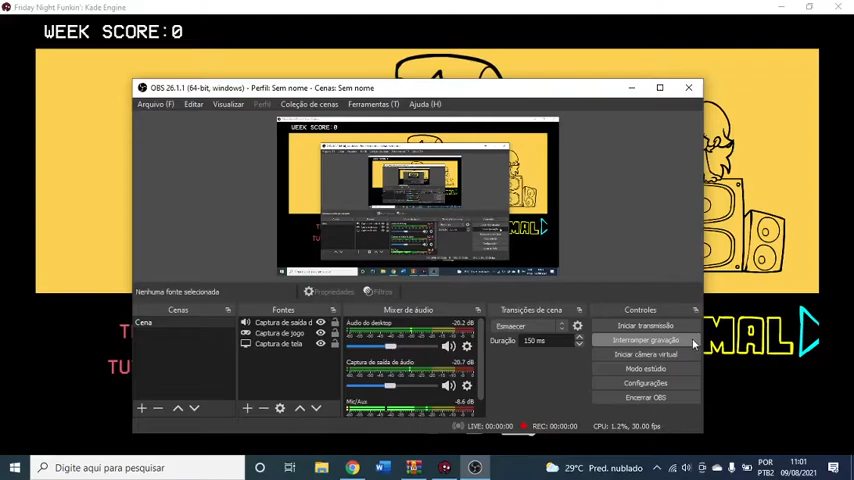 Friday Night Funkin': Kade Engine
WEEK SCORE:0
OBS 26.1.1 (64-bit, windows) - Perfil: Sem nome - Cenas: Sem nome
Arquivo (F) Editar Visualizar Perfil Coleção de cenas Ferramentas (T) Ajuda (H)
WEEK SCORE:0
Nenhuma fonte selecionada Propriedades Filtros
Cenas Fontes Mixer de áudio Transições de cena Controles
Cena
Captura de saída d
Captura de jogo
Captura de tela
Áudio do desktop -20.2 dB
Captura de saída de áudio -20.7 dB
Mic/Aux -8.6 dB
Esmaecer
Duração 150 ms
Iniciar transmissão
Interromper gravação
Iniciar câmera virtual
Modo estúdio
Configurações
Encerrar OBS
LIVE: 00:00:00 REC: 00:00:00 CPU: 1.2%, 30.00 fps
MAL
T
TU
Digite aqui para pesquisar
29°C Pred. nublado
POR
PTB2
11:01
09/08/2021